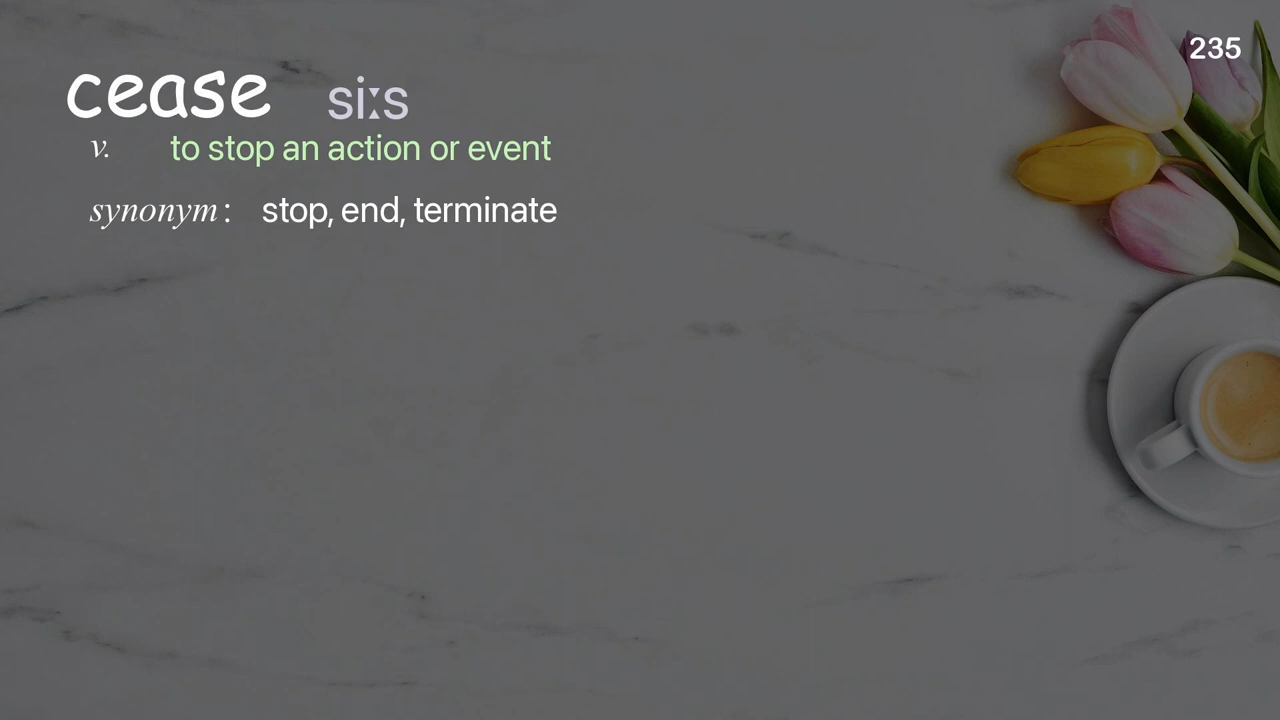 235
cease siːs
v. to stop an action or event
synonym: stop, end, terminate